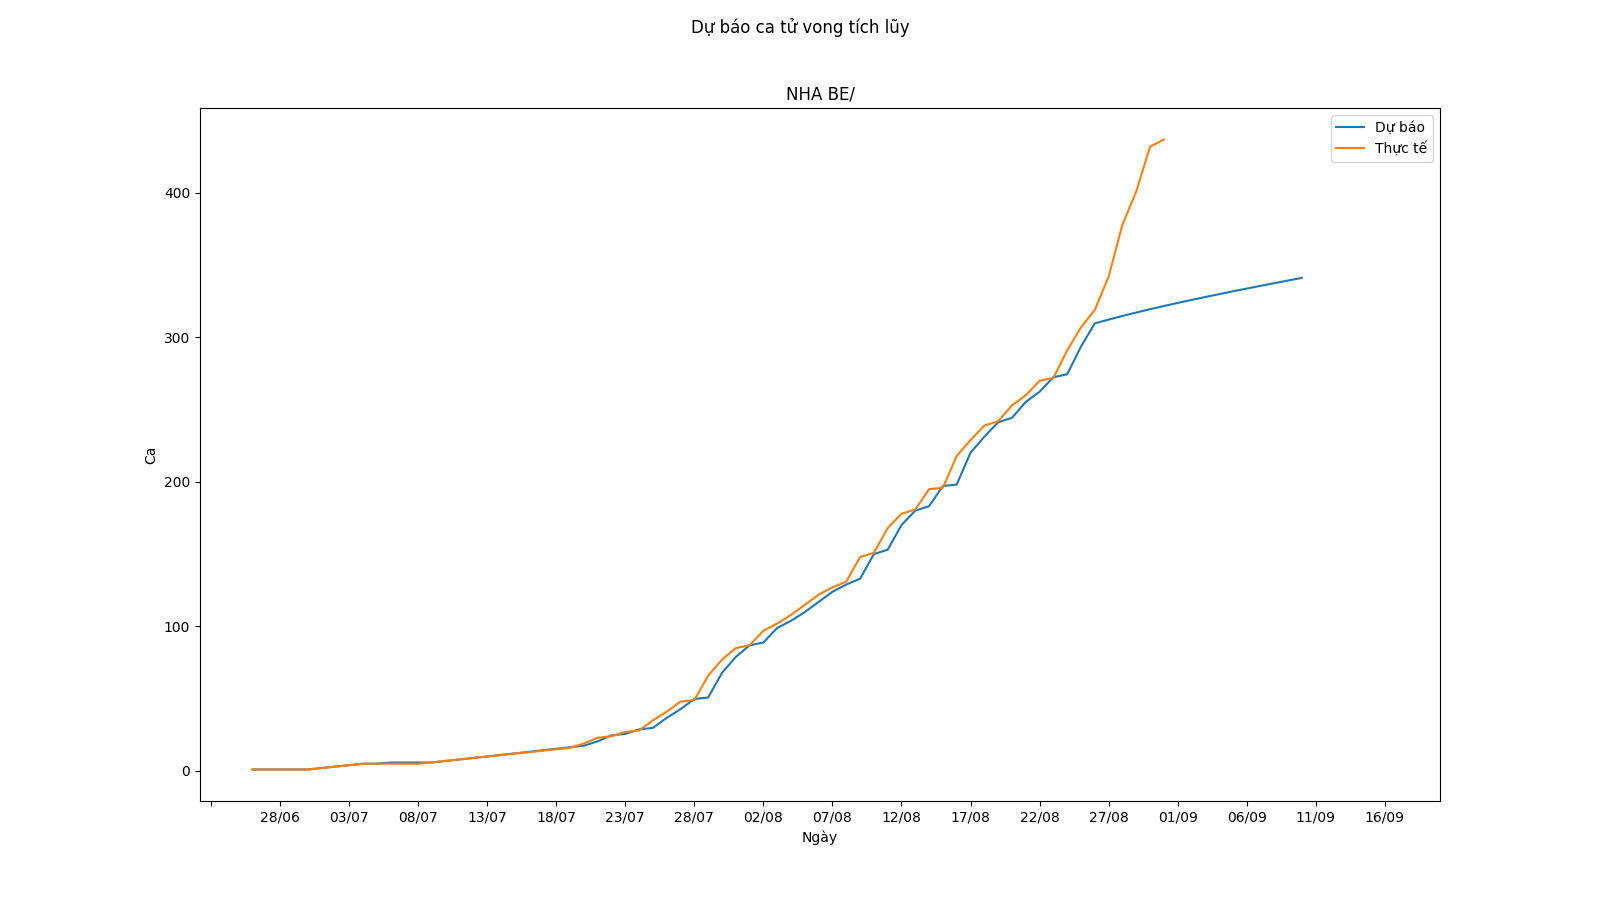 Dự báo ca tử vong tích lũy
NHA BE/
Dự báo
Thực tế
400
300
200
100
0
Ca
28/06 03/07 08/07 13/07 18/07 23/07 28/07 02/08 07/08 12/08 17/08 22/08 27/08 01/09 06/09 11/09 16/09
Ngày